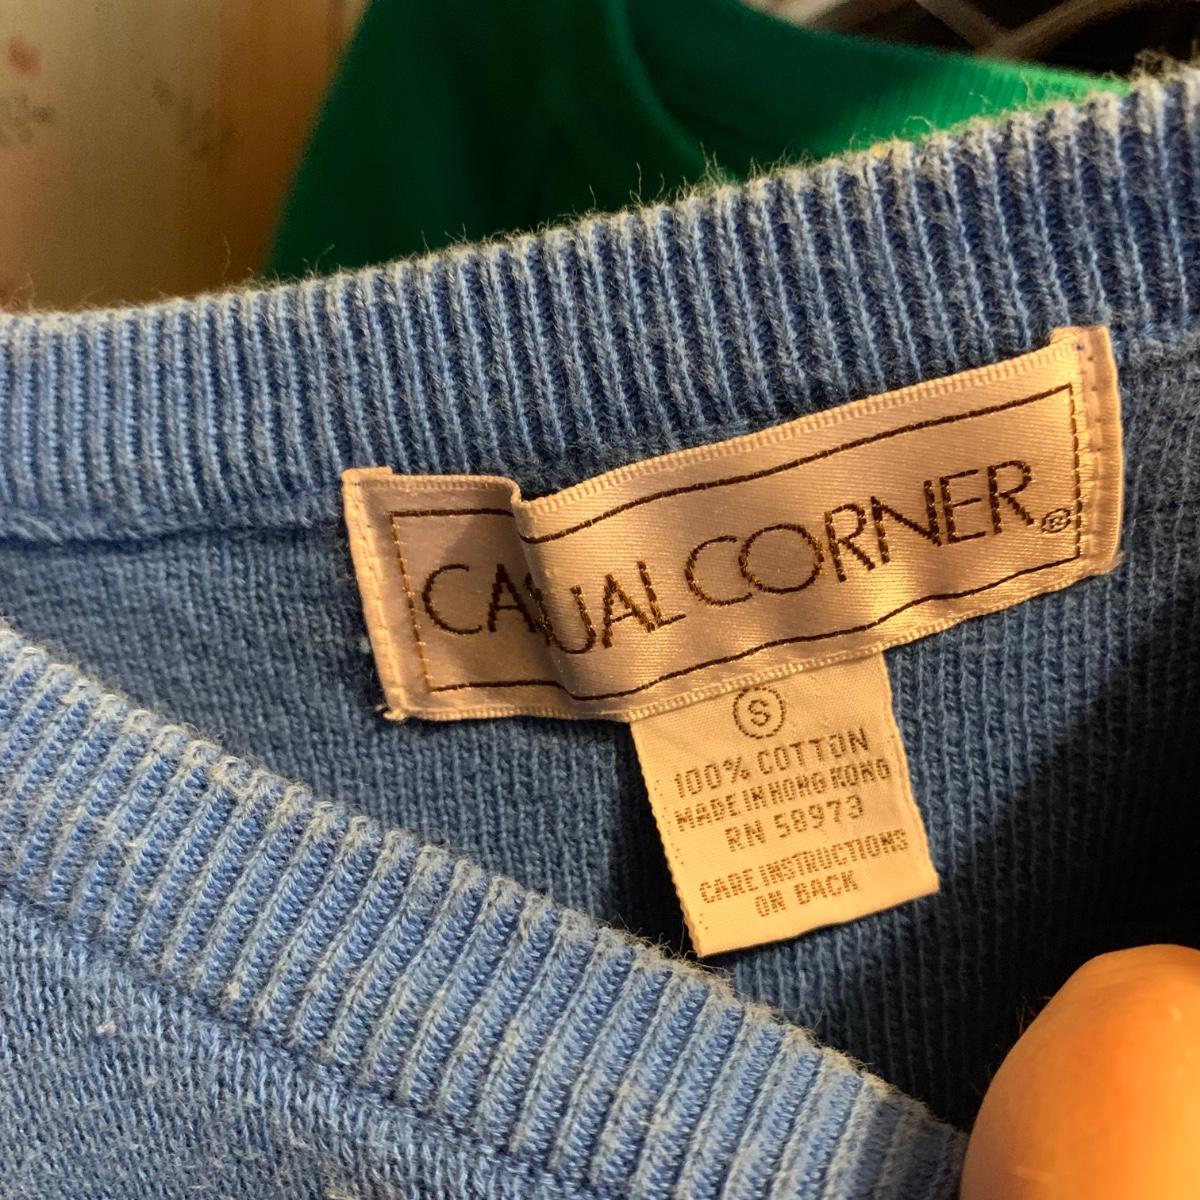 CASUAL CORNER®
S
100% COTTON
MADE IN HONG KONG
RN 58973
CARE INSTRUCTIONS
ON BACK